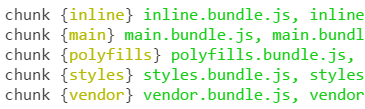 chunk {inline} inline.bundle.js, inline
chunk {main} main.bundle.js, main.bundl
chunk {polyfills} polyfills.bundle.js,
chunk {styles} styles.bundle.js, styles
chunk {vendor} vendor.bundle.js, vendor